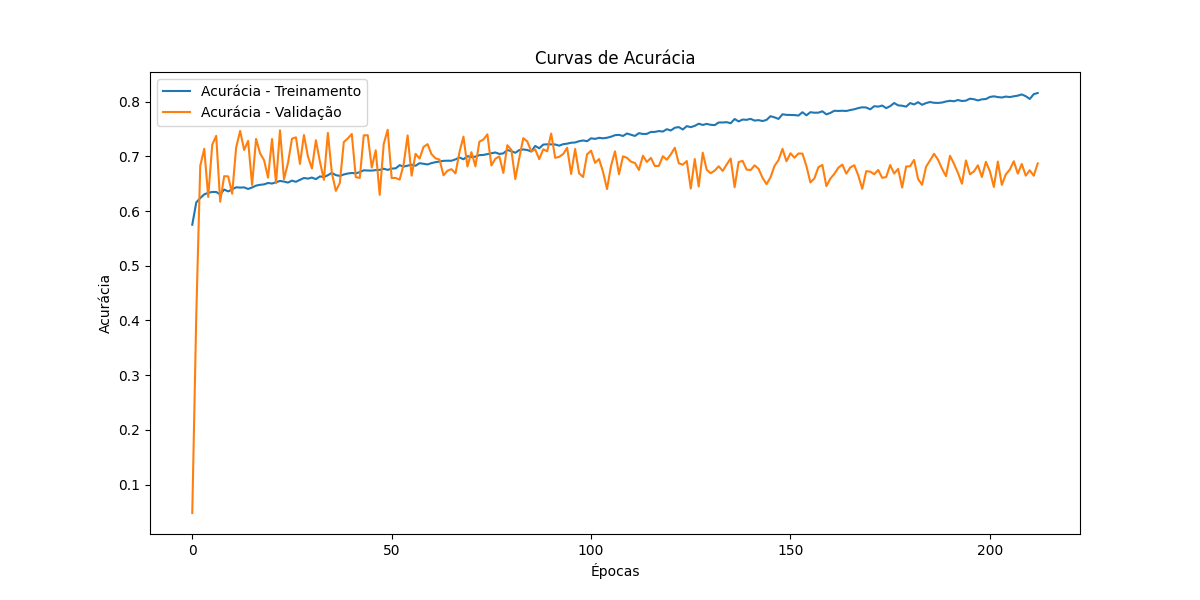 Curvas de Acurácia
Acurácia - Treinamento
Acurácia - Validação
0.8
0.7
0.6
0.5
0.4
0.3
0.2
0.1
Acurácia
0 50 100 150 200
Épocas